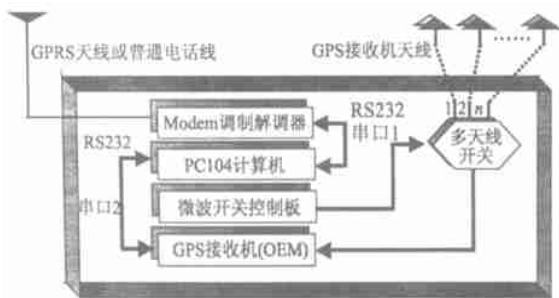 GPRS天线或普通电话线
GPS接收机天线
1 2 n
Modem调制解调器
RS232
串口1
多天线
开关
RS232
PC104计算机
微波开关控制板
串口2
GPS接收机(OEM)